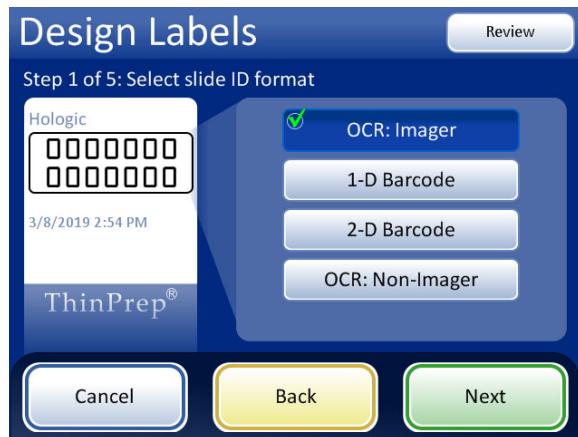 Design Labels
Review
Step 1 of 5: Select slide ID format
Hologic
0000000
0000000
3/8/2019 2:54 PM
ThinPrep®
OCR: Imager
1-D Barcode
2-D Barcode
OCR: Non-Imager
Cancel
Back
Next